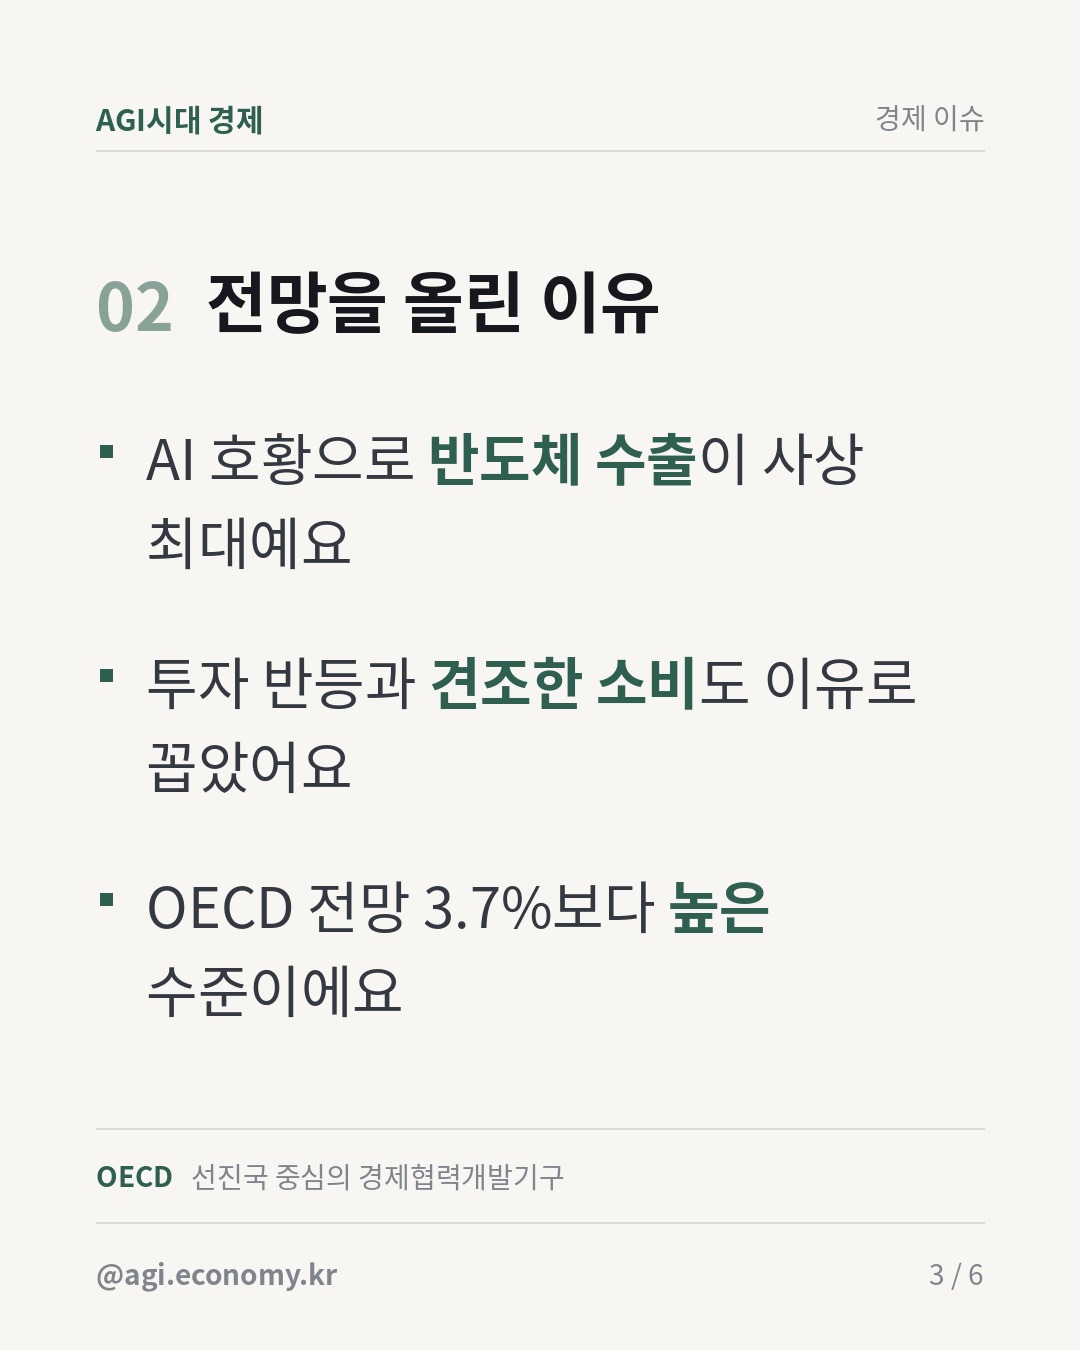 AGI시대 경제
경제 이슈
02 전망을 올린 이유
▪ AI 호황으로 반도체 수출이 사상
최대예요
▪ 투자 반등과 견조한 소비도 이유로
꼽았어요
▪ OECD 전망 3.7%보다 높은
수준이에요
OECD 선진국 중심의 경제협력개발기구
@agi.economy.kr
3 / 6